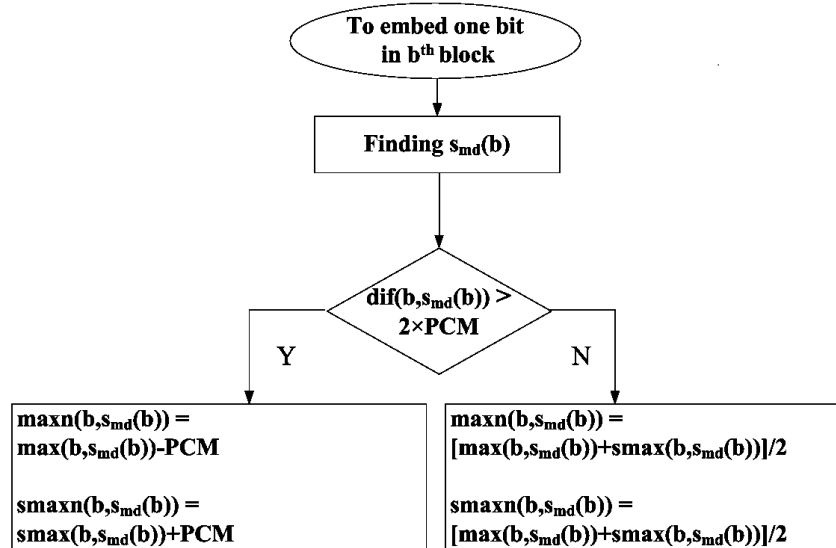 To embed one bit
in bᵗʰ block
Finding sₘd(b)
dif(b,sₘd(b)) >
2×PCM
Y
N
maxn(b,sₘd(b)) =
max(b,sₘd(b))-PCM
smaxn(b,sₘd(b)) =
smax(b,sₘd(b))+PCM
maxn(b,sₘd(b)) =
[max(b,sₘd(b))+smax(b,sₘd(b))]/2
smaxn(b,sₘd(b)) =
[max(b,sₘd(b))+smax(b,sₘd(b))]/2